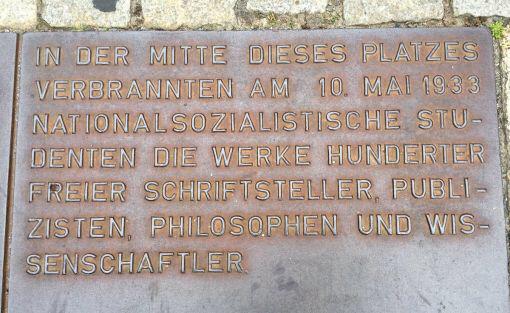 IN DER MITTE DIESES PLATZES
VERBRANNTEN AM 10. MAI 1933
NATIONALSOZIALISTISCHE STU-
DENTEN DIE WERKE HUNDERTER
FREIER SCHRIFTSTELLER, PUBLI-
ZISTEN, PHILOSOPHEN UND WIS-
SENSCHAFTLER.